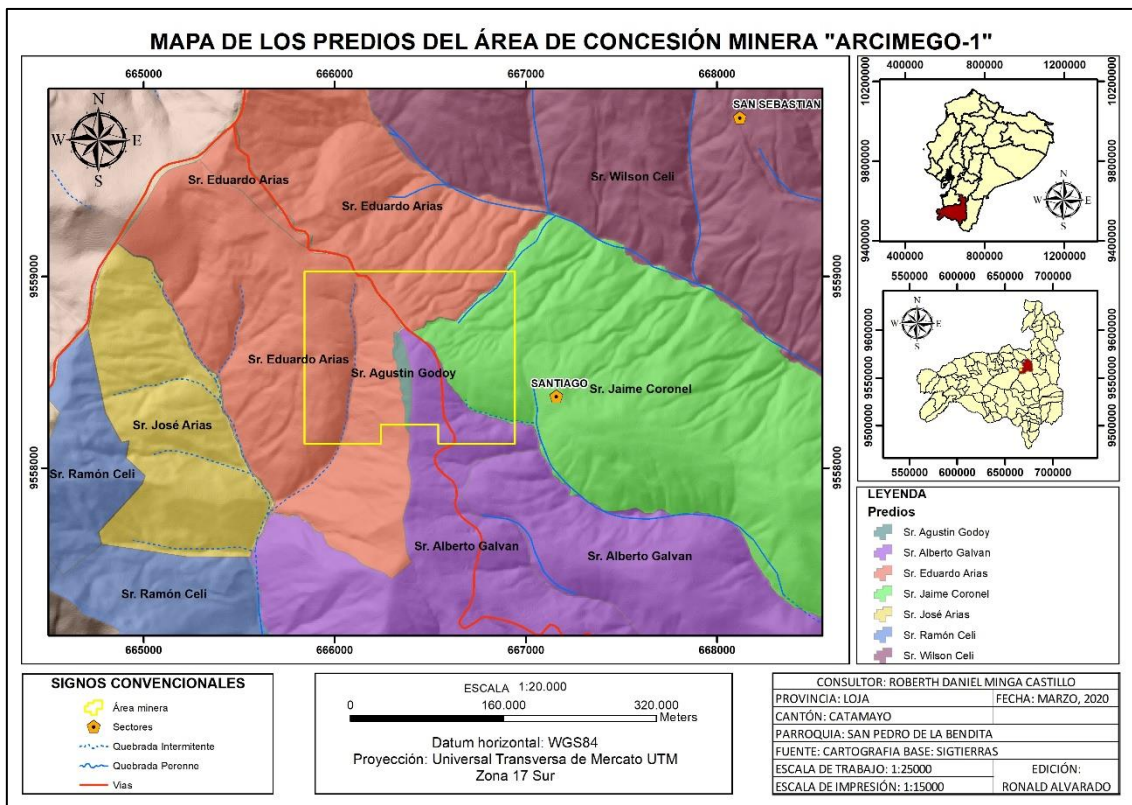 MAPA DE LOS PREDIOS DEL ÁREA DE CONCESIÓN MINERA "ARCIMEGO-1"
665000 666000 667000 668000
N
W E
S
SAN SEBASTIAN
Sr. Eduardo Arias
Sr. Eduardo Arias
Sr. Wilson Celi
9559000 9559000
Sr. Eduardo Arias
Sr. Agustin Godoy
SANTIAGO
Sr. Jaime Coronel
Sr. José Arias
9558000 9558000
Sr. Ramón Celi
Sr. Alberto Galvan
Sr. Alberto Galvan
Sr. Ramón Celi
665000 666000 667000 668000
400000 800000 1200000
10200000 10200000
9800000 9800000
9400000 9400000
N
W E
S
400000 800000 1200000
550000 600000 650000 700000
N
W E
S
9600000 9600000
9550000 9550000
9500000 9500000
550000 600000 650000 700000
LEYENDA
Predios
Sr. Agustin Godoy
Sr. Alberto Galvan
Sr. Eduardo Arias
Sr. Jaime Coronel
Sr. José Arias
Sr. Ramón Celi
Sr. Wilson Celi
SIGNOS CONVENCIONALES
Área minera
Sectores
Quebrada Intermitente
Quebrada Perenne
Vias
ESCALA 1:20.000
0 160.000 320.000
Meters
Datum horizontal: WGS84
Proyección: Universal Transversa de Mercato UTM
Zona 17 Sur
CONSULTOR: ROBERTH DANIEL MINGA CASTILLO
PROVINCIA: LOJA FECHA: MARZO, 2020
CANTÓN: CATAMAYO
PARROQUIA: SAN PEDRO DE LA BENDITA
FUENTE: CARTOGRAFIA BASE: SIGTIERRAS
ESCALA DE TRABAJO: 1:25000 EDICIÓN:
ESCALA DE IMPRESIÓN: 1:15000 RONALD ALVARADO